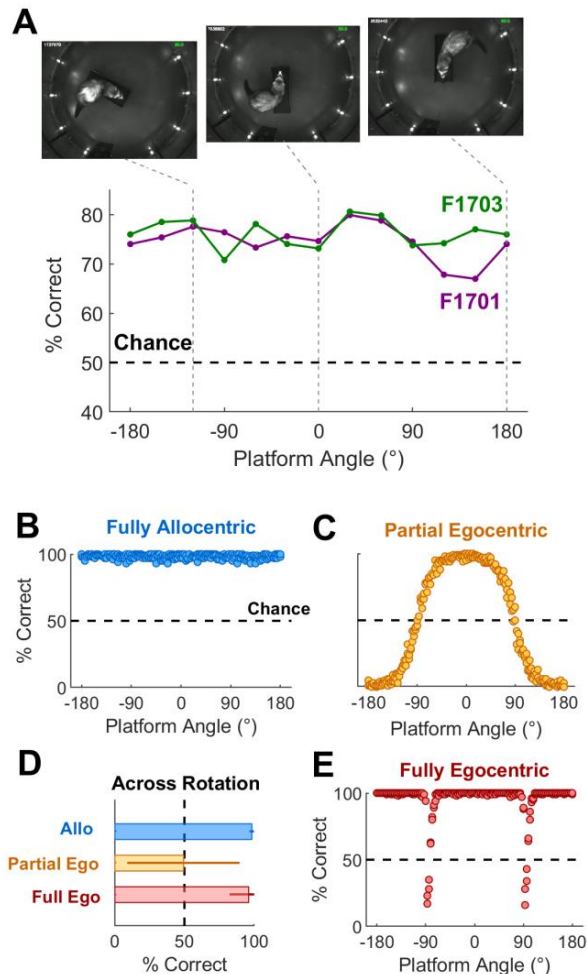 A
F1703
F1701
% Correct
80
70
60
50
40
Chance
-180
-90
0
90
180
Platform Angle (°)
B
Fully Allocentric
% Correct
100
50
0
Chance
-180
-90
0
90
180
Platform Angle (°)
C
Partial Egocentric
-180
-90
0
90
180
Platform Angle (°)
D
Across Rotation
Allo
Partial Ego
Full Ego
0
50
100
% Correct
E
Fully Egocentric
% Correct
100
50
0
-180
-90
0
90
180
Platform Angle (°)